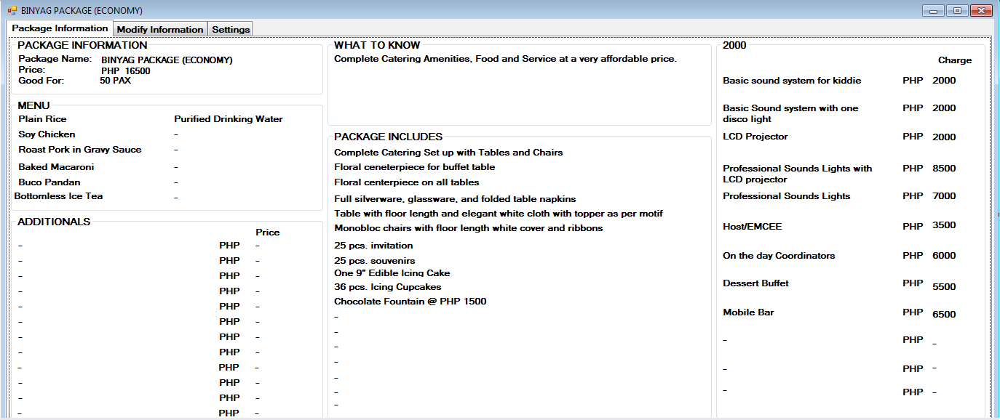 BINYAG PACKAGE (ECONOMY)
Package Information Modify Information Settings
PACKAGE INFORMATION
Package Name: BINYAG PACKAGE (ECONOMY)
Price: PHP 16500
Good For: 50 PAX
MENU
Plain Rice Purified Drinking Water
Soy Chicken -
Roast Pork in Gravy Sauce -
Baked Macaroni -
Buco Pandan -
Bottomless Ice Tea -
ADDITIONALS
Price
- PHP -
- PHP -
- PHP -
- PHP -
- PHP -
- PHP -
- PHP -
- PHP -
- PHP -
- PHP -
- PHP -
- PHP -
WHAT TO KNOW
Complete Catering Amenities, Food and Service at a very affordable price.
PACKAGE INCLUDES
Complete Catering Set up with Tables and Chairs
Floral ceneterpiece for buffet table
Floral centerpiece on all tables
Full silverware, glassware, and folded table napkins
Table with floor length and elegant white cloth with topper as per motif
Monobloc chairs with floor length white cover and ribbons
25 pcs. invitation
25 pcs. souvenirs
One 9" Edible Icing Cake
36 pcs. Icing Cupcakes
Chocolate Fountain @ PHP 1500
-
-
-
-
-
-
-
2000
Charge
Basic sound system for kiddie PHP 2000
Basic Sound system with one PHP 2000
disco light
LCD Projector PHP 2000
Professional Sounds Lights with PHP 8500
LCD projector
Professional Sounds Lights PHP 7000
Host/EMCEE PHP 3500
On the day Coordinators PHP 6000
Dessert Buffet PHP 5500
Mobile Bar PHP 6500
- PHP -
- PHP -
- PHP -